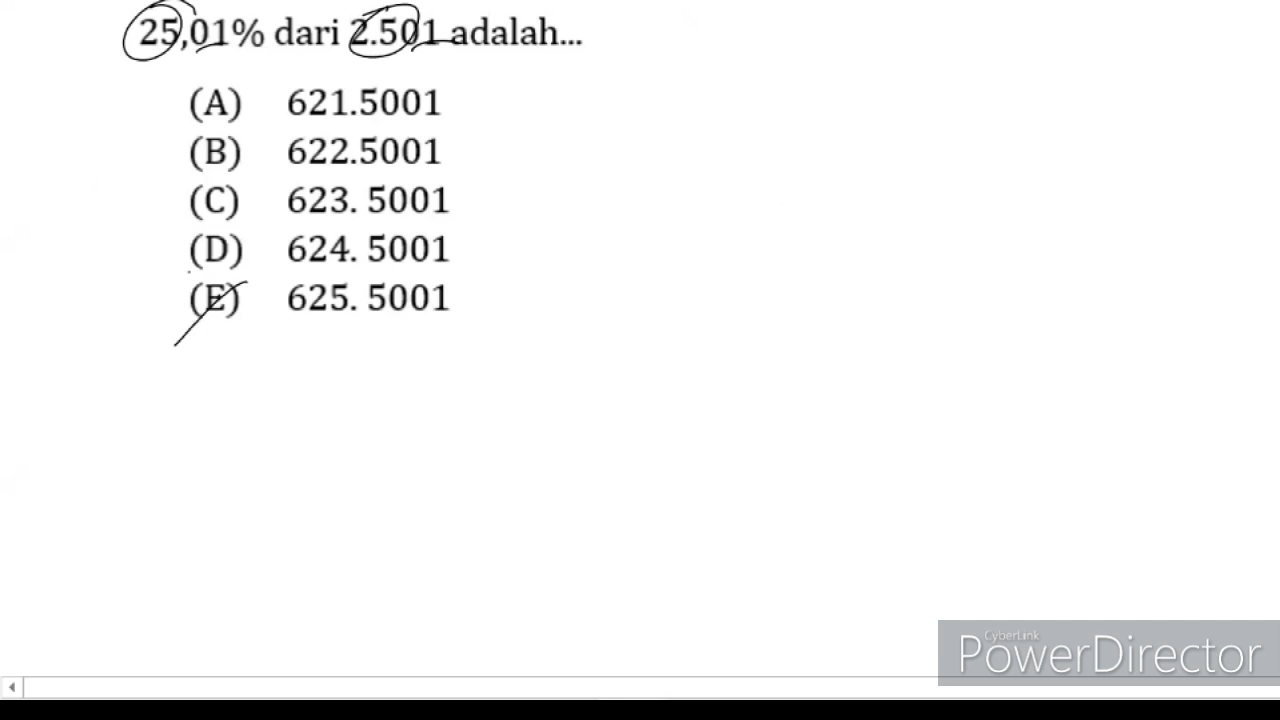 25,01% dari 2.501 adalah...
(A) 621.5001
(B) 622.5001
(C) 623. 5001
(D) 624. 5001
(E) 625. 5001
CyberLink
PowerDirector